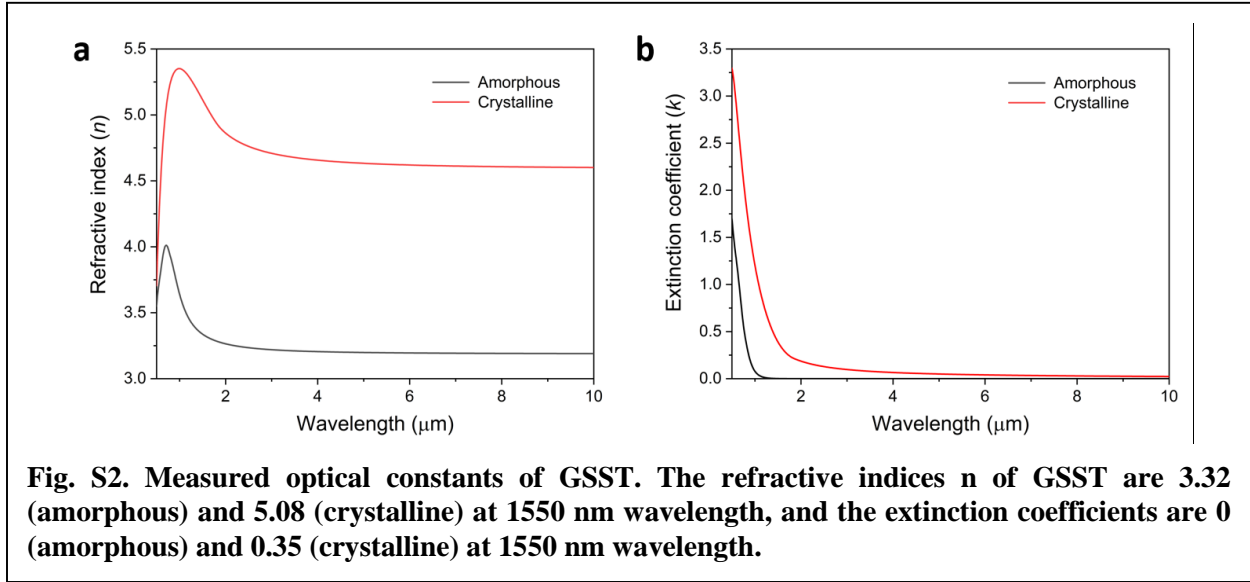 a
5.5
5.0
4.5
4.0
3.5
3.0
Refractive index (n)
Amorphous
Crystalline
2
4
6
8
10
Wavelength (μm)
b
3.5
3.0
2.5
2.0
1.5
1.0
0.5
0.0
Extinction coefficient (k)
Amorphous
Crystalline
2
4
6
8
10
Wavelength (μm)
Fig. S2. Measured optical constants of GSST. The refractive indices n of GSST are 3.32
(amorphous) and 5.08 (crystalline) at 1550 nm wavelength, and the extinction coefficients are 0
(amorphous) and 0.35 (crystalline) at 1550 nm wavelength.